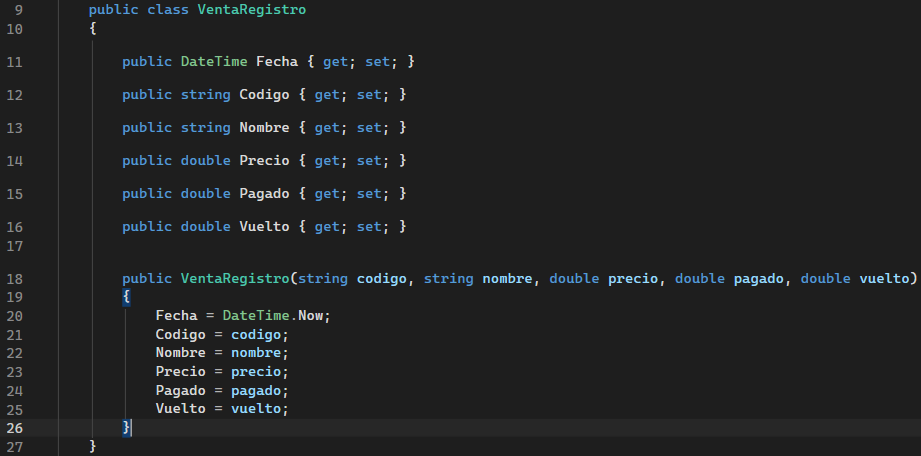 9 public class VentaRegistro
10 {
11 public DateTime Fecha { get; set; }
12 public string Codigo { get; set; }
13 public string Nombre { get; set; }
14 public double Precio { get; set; }
15 public double Pagado { get; set; }
16 public double Vuelto { get; set; }
17
18 public VentaRegistro(string codigo, string nombre, double precio, double pagado, double vuelto)
19 {
20 Fecha = DateTime.Now;
21 Codigo = codigo;
22 Nombre = nombre;
23 Precio = precio;
24 Pagado = pagado;
25 Vuelto = vuelto;
26 }
27 }